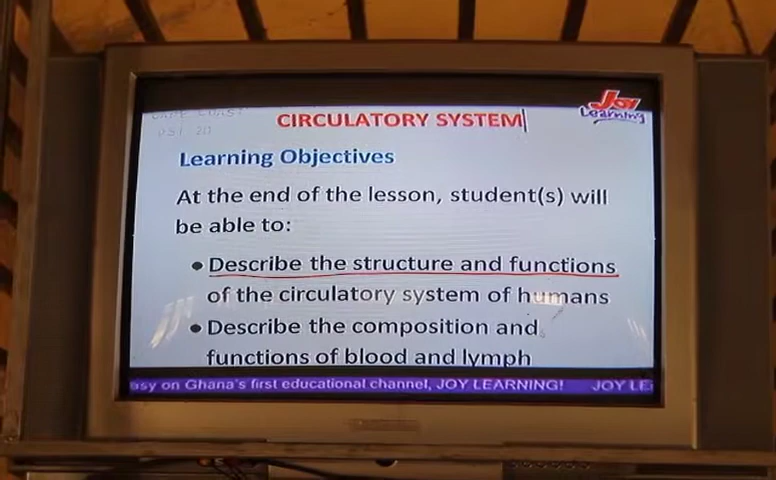 CIRCULATORY SYSTEM
JOY
Learning
Learning Objectives
At the end of the lesson, student(s) will
be able to:
• Describe the structure and functions
of the circulatory system of humans
• Describe the composition and
functions of blood and lymph
asy on Ghana's first educational channel, JOY LEARNING! JOY LE